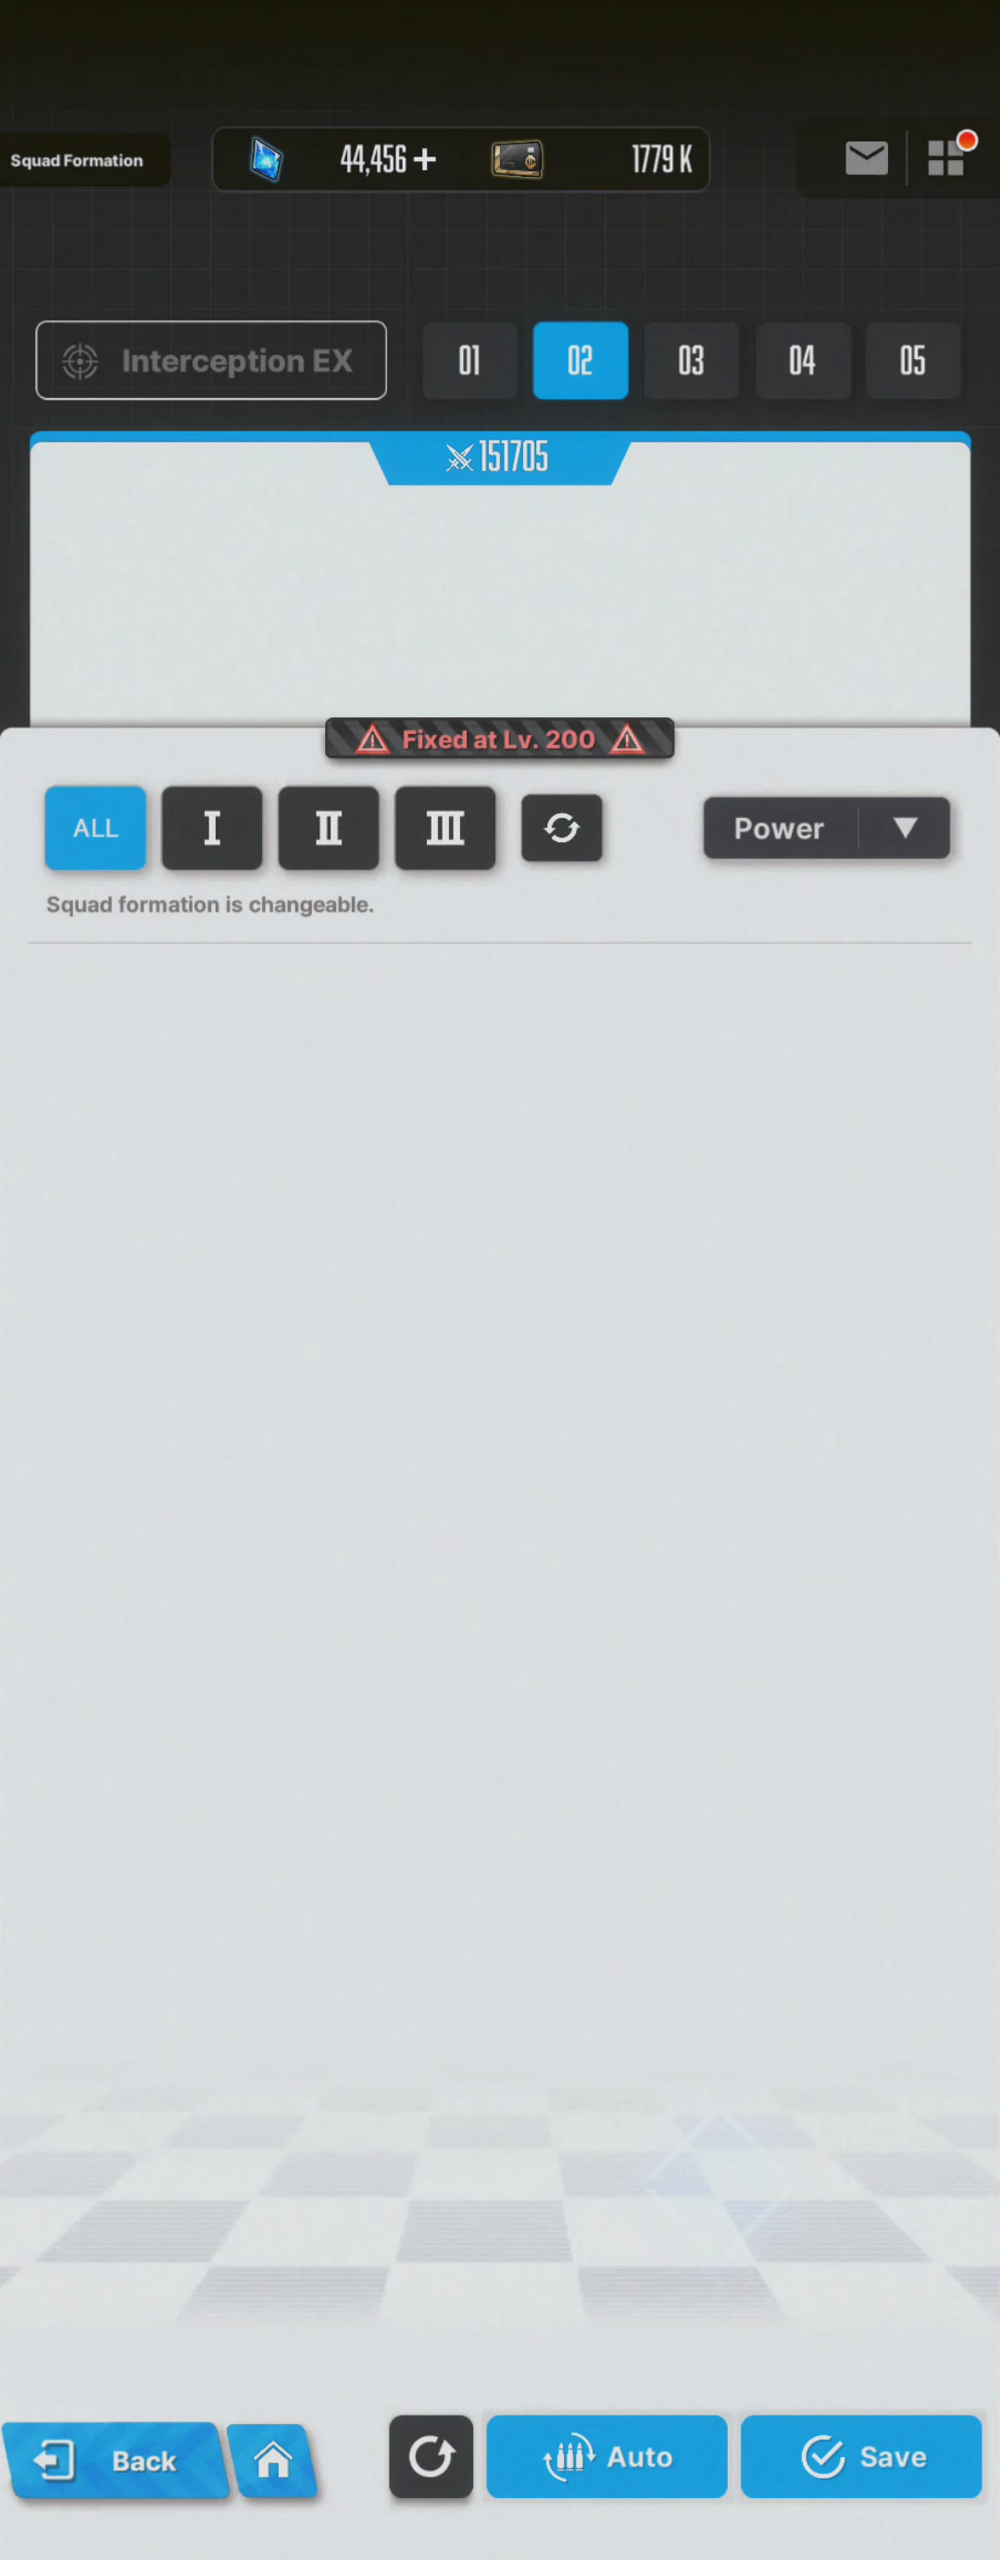 Squad Formation 44,456 + 1779 K
Interception EX 01 02 03 04 05
151705
Fixed at Lv. 200
ALL I II III Power
Squad formation is changeable.
Back Auto Save